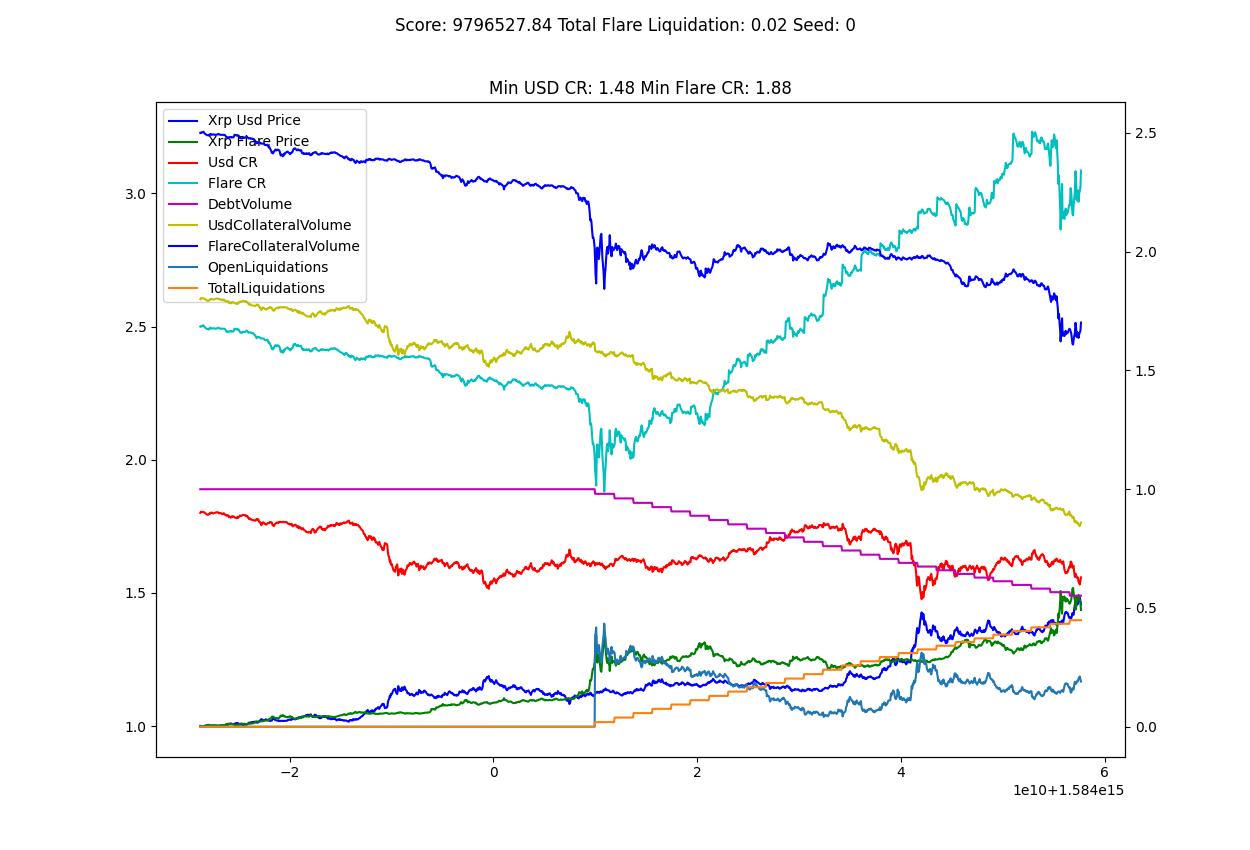 Score: 9796527.84 Total Flare Liquidation: 0.02 Seed: 0
Min USD CR: 1.48 Min Flare CR: 1.88
Xrp Usd Price
Xrp Flare Price
Usd CR
Flare CR
DebtVolume
UsdCollateralVolume
FlareCollateralVolume
OpenLiquidations
TotalLiquidations
3.0
2.5
2.0
1.5
1.0
2.5
2.0
1.5
1.0
0.5
0.0
−2
0
2
4
6
1e10+1.584e15